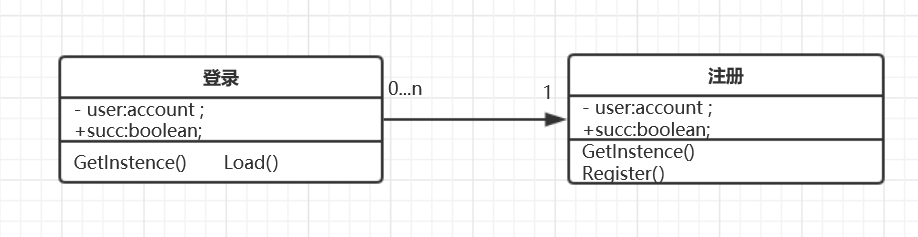 登录
- user:account ;
+succ:boolean;
GetInstence() Load()
0...n
1
注册
- user:account ;
+succ:boolean;
GetInstence()
Register()